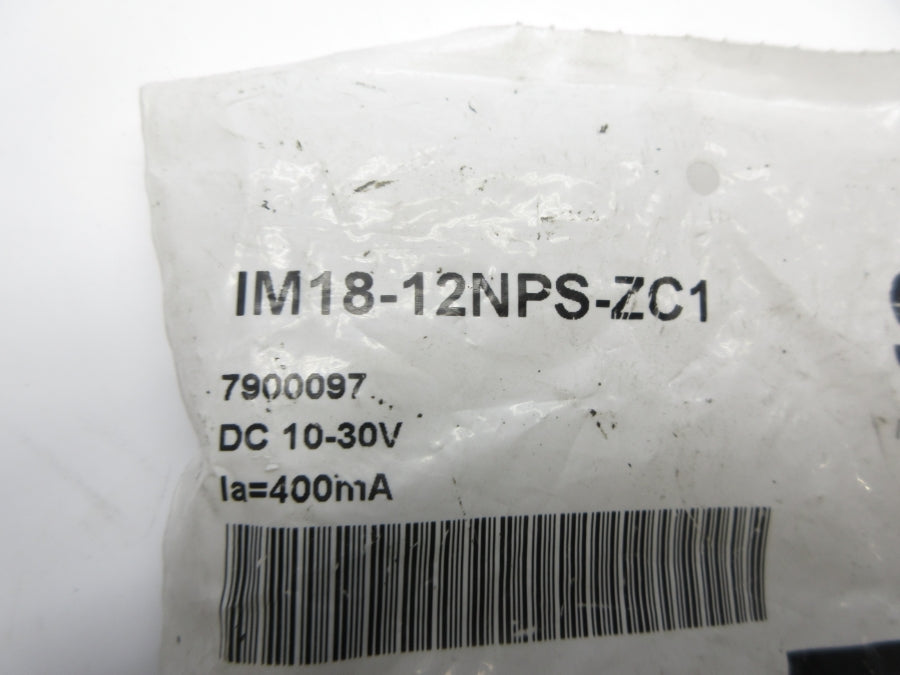 IM18-12NPS-ZC1
7900097
DC 10-30V
Ia=400mA